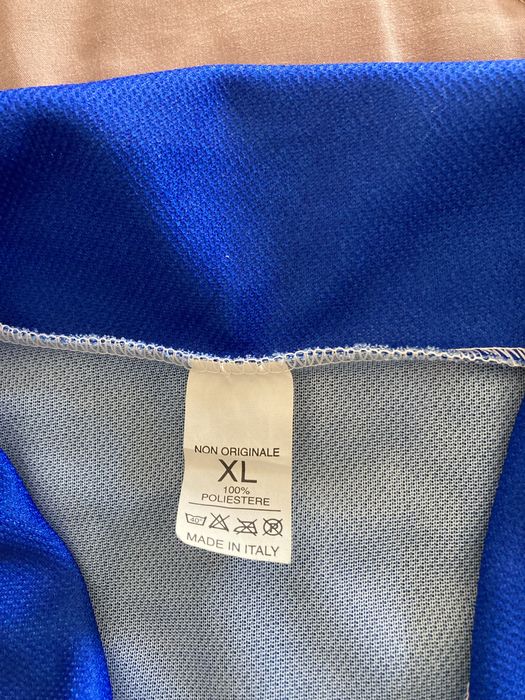 NON ORIGINALE
XL
100%
POLIESTERE
40°
MADE IN ITALY